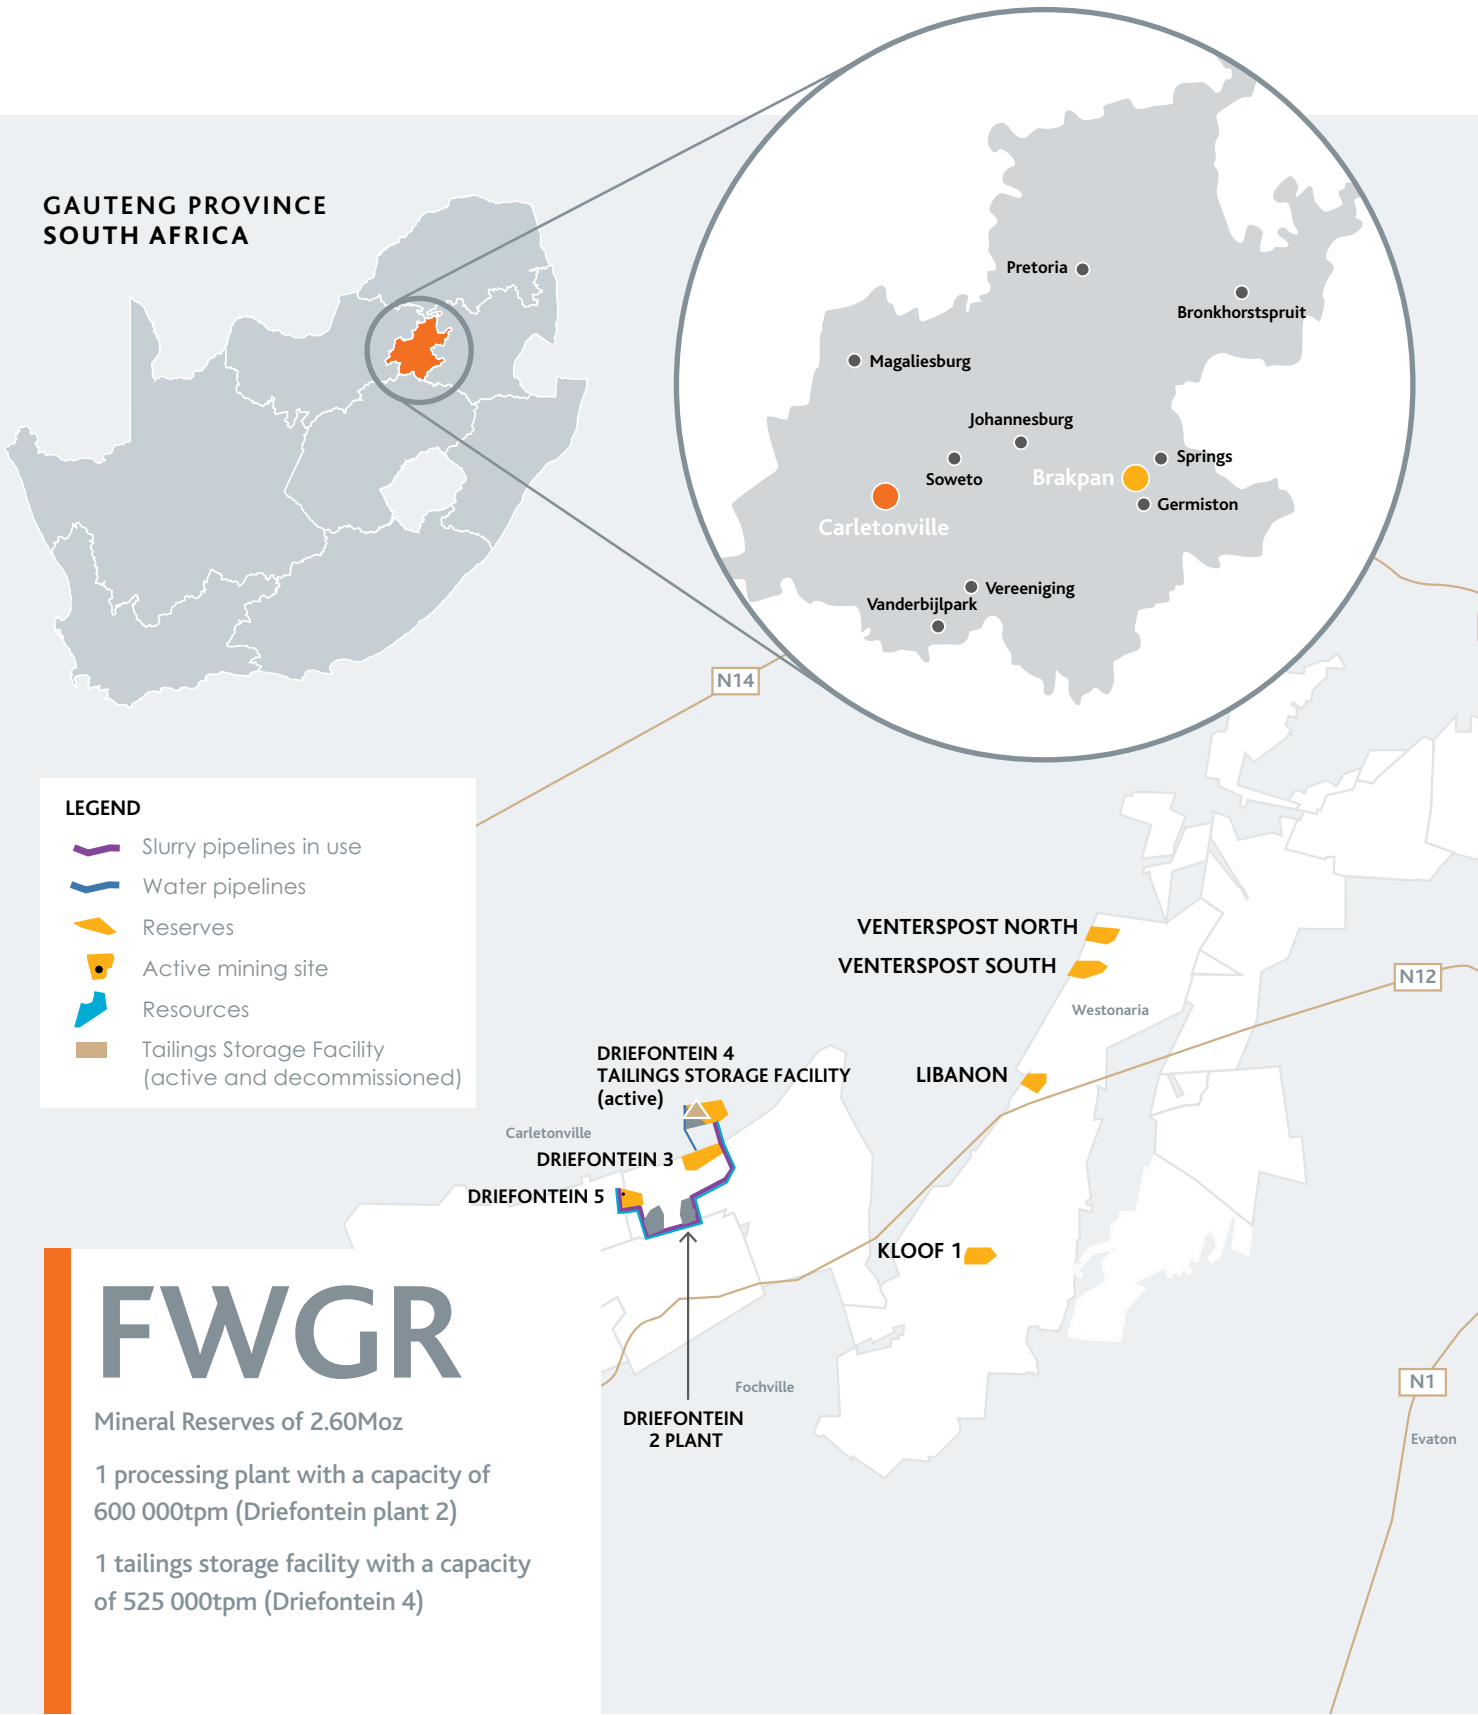 GAUTENG PROVINCE
SOUTH AFRICA
Pretoria
Bronkhorstspruit
Magaliesburg
Johannesburg
Springs
Soweto
Brakpan
Germiston
Carletonville
Vereeniging
Vanderbijlpark
N14
LEGEND
Slurry pipelines in use
Water pipelines
Reserves
Active mining site
Resources
Tailings Storage Facility
(active and decommissioned)
VENTERSPOST NORTH
VENTERSPOST SOUTH
N12
Westonaria
DRIEFONTEIN 4
TAILINGS STORAGE FACILITY
(active)
LIBANON
Carletonville
DRIEFONTEIN 3
DRIEFONTEIN 5
KLOOF 1
FWGR
Mineral Reserves of 2.60Moz
1 processing plant with a capacity of
600 000tpm (Driefontein plant 2)
1 tailings storage facility with a capacity
of 525 000tpm (Driefontein 4)
Fochville
DRIEFONTEIN
2 PLANT
N1
Evaton